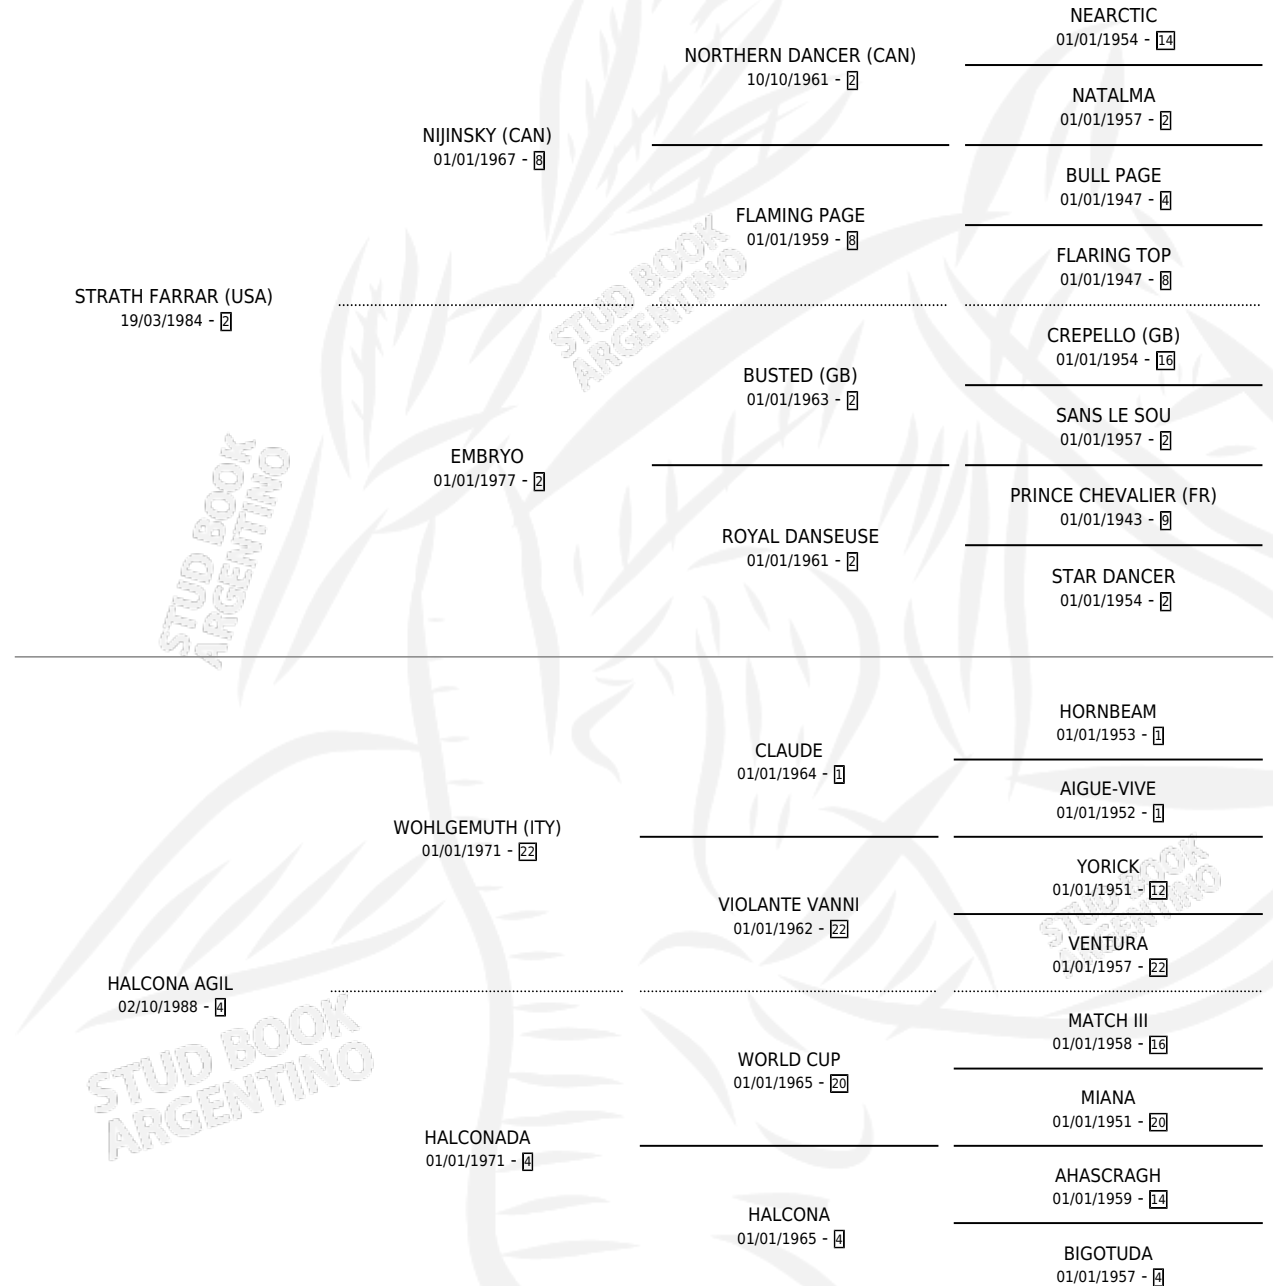 NEARCTIC
01/01/1954 - 14
NORTHERN DANCER (CAN)
10/10/1961 - 2
NATALMA
01/01/1957 - 2
NIJINSKY (CAN)
01/01/1967 - 8
BULL PAGE
01/01/1947 - 4
FLAMING PAGE
01/01/1959 - 8
FLARING TOP
01/01/1947 - 8
STRATH FARRAR (USA)
19/03/1984 - 2
STUD BOOK
ARGENTINO
CREPELLO (GB)
01/01/1954 - 16
BUSTED (GB)
01/01/1963 - 2
SANS LE SOU
01/01/1957 - 2
EMBRYO
01/01/1977 - 2
PRINCE CHEVALIER (FR)
01/01/1943 - 9
ROYAL DANSEUSE
01/01/1961 - 2
STAR DANCER
01/01/1954 - 2
STUD BOOK
ARGENTINO
HORNBEAM
01/01/1953 - 1
CLAUDE
01/01/1964 - 1
AIGUE-VIVE
01/01/1952 - 1
WOHLGEMUTH (ITY)
01/01/1971 - 22
YORICK
01/01/1951 - 12
VIOLANTE VANNI
01/01/1962 - 22
STUD BOOK
ARGENTINO
VENTURA
01/01/1957 - 22
HALCONA AGIL
02/10/1988 - 4
MATCH III
01/01/1958 - 16
WORLD CUP
01/01/1965 - 20
MIANA
01/01/1951 - 20
STUD BOOK
ARGENTINO
HALCONADA
01/01/1971 - 4
AHASCRAGH
01/01/1959 - 14
HALCONA
01/01/1965 - 4
BIGOTUDA
01/01/1957 - 4